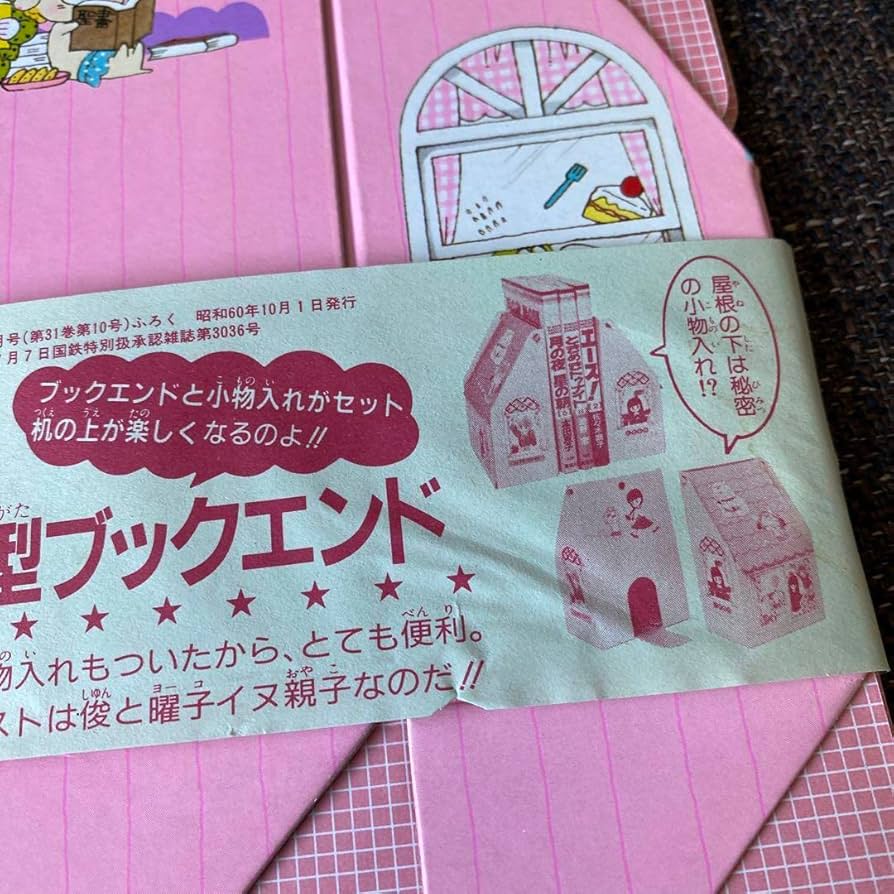 聖書
号(第31巻第10号)ふろく 昭和60年10月1日発行
月7日国鉄特別扱承認雑誌第3036号
ブックエンドと小物入れがセット
机の上が楽しくなるのよ!!
型ブックエンド
★★★★★★★
物入れもついたから、とても便利。
ストは俊と曜子イヌ親子なのだ!!
屋根の下は秘密
の小物入れ!?
エース!
月の夜 星の朝